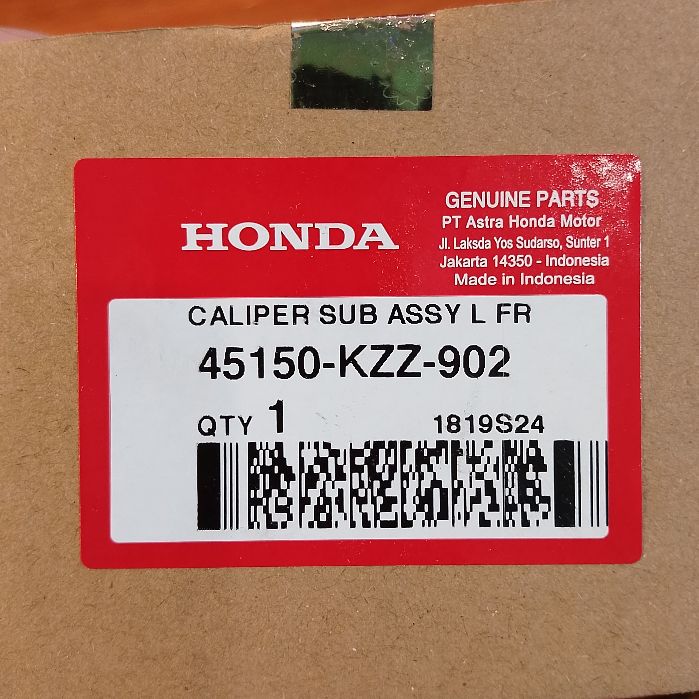 HONDA
GENUINE PARTS
PT Astra Honda Motor
Jl. Laksda Yos Sudarso, Sunter 1
Jakarta 14350 - Indonesia
Made in Indonesia
CALIPER SUB ASSY L FR
45150-KZZ-902
QTY 1 1819S24